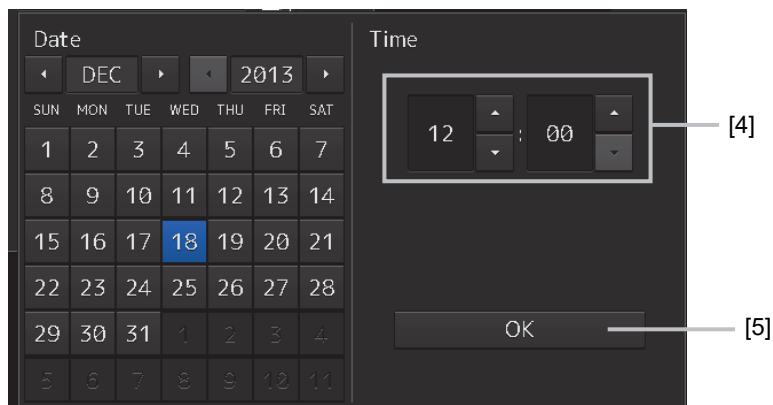 Date
DEC 2013
SUN MON TUE WED THU FRI SAT
1 2 3 4 5 6 7
8 9 10 11 12 13 14
15 16 17 18 19 20 21
22 23 24 25 26 27 28
29 30 31 1 2 3 4
5 6 7 8 9 10 11
Time
12 : 00
[4]
OK
[5]